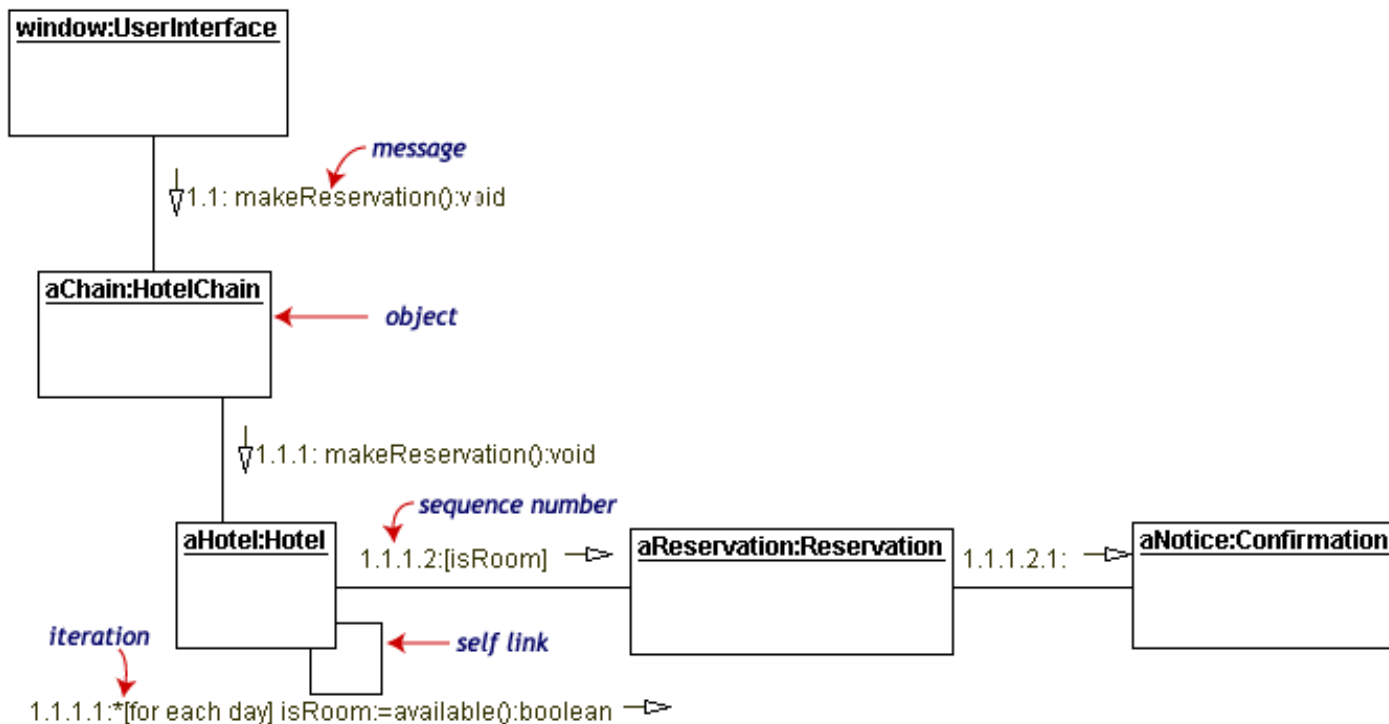 window:UserInterface
message
1.1: makeReservation():void
aChain:HotelChain
object
1.1.1: makeReservation():void
sequence number
aHotel:Hotel
1.1.1.2:[isRoom]
aReservation:Reservation
1.1.1.2.1:
aNotice:Confirmation
iteration
self link
1.1.1.1:*[for each day] isRoom:=available():boolean